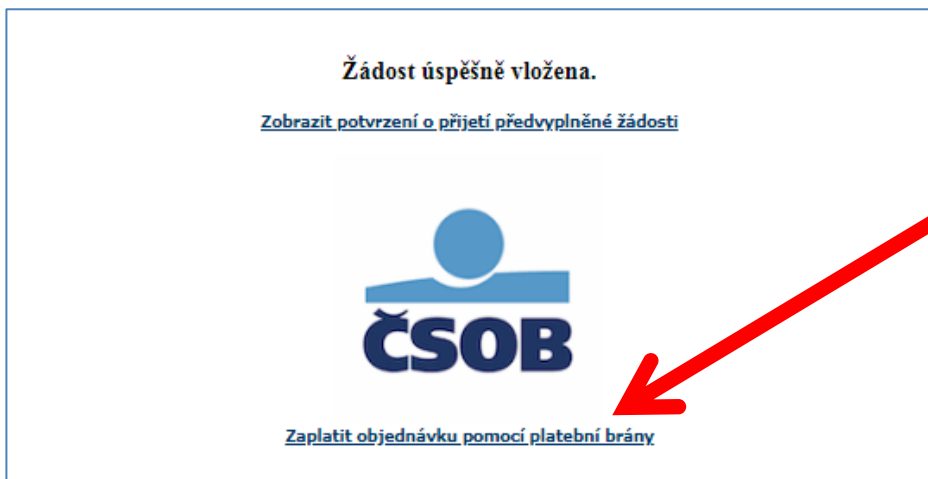 Žádost úspěšně vložena.
Zobrazit potvrzení o přijetí předvyplněné žádosti
ČSOB
Zaplatit objednávku pomocí platební brány